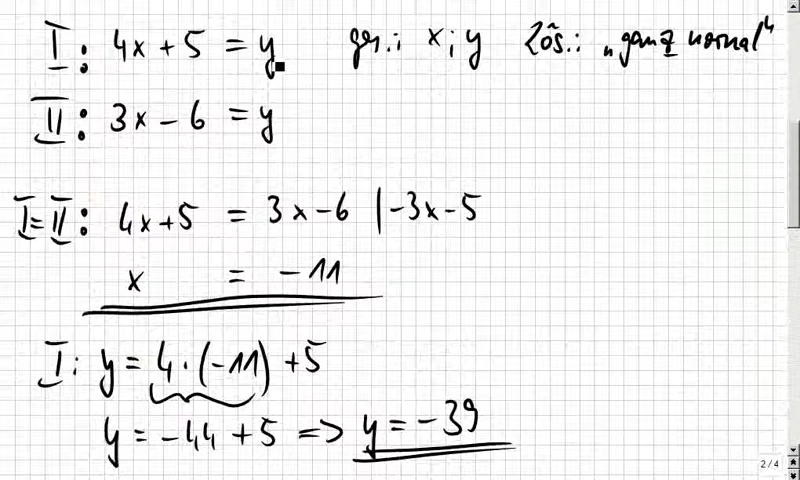 I: 4x + 5 = y ges.: x; y Lös.: „ganz normal“
II: 3x - 6 = y
I=II: 4x + 5 = 3x - 6 | -3x - 5
x = -11
I: y = 4 · (-11) + 5
y = -44 + 5 => y = -39
2/4